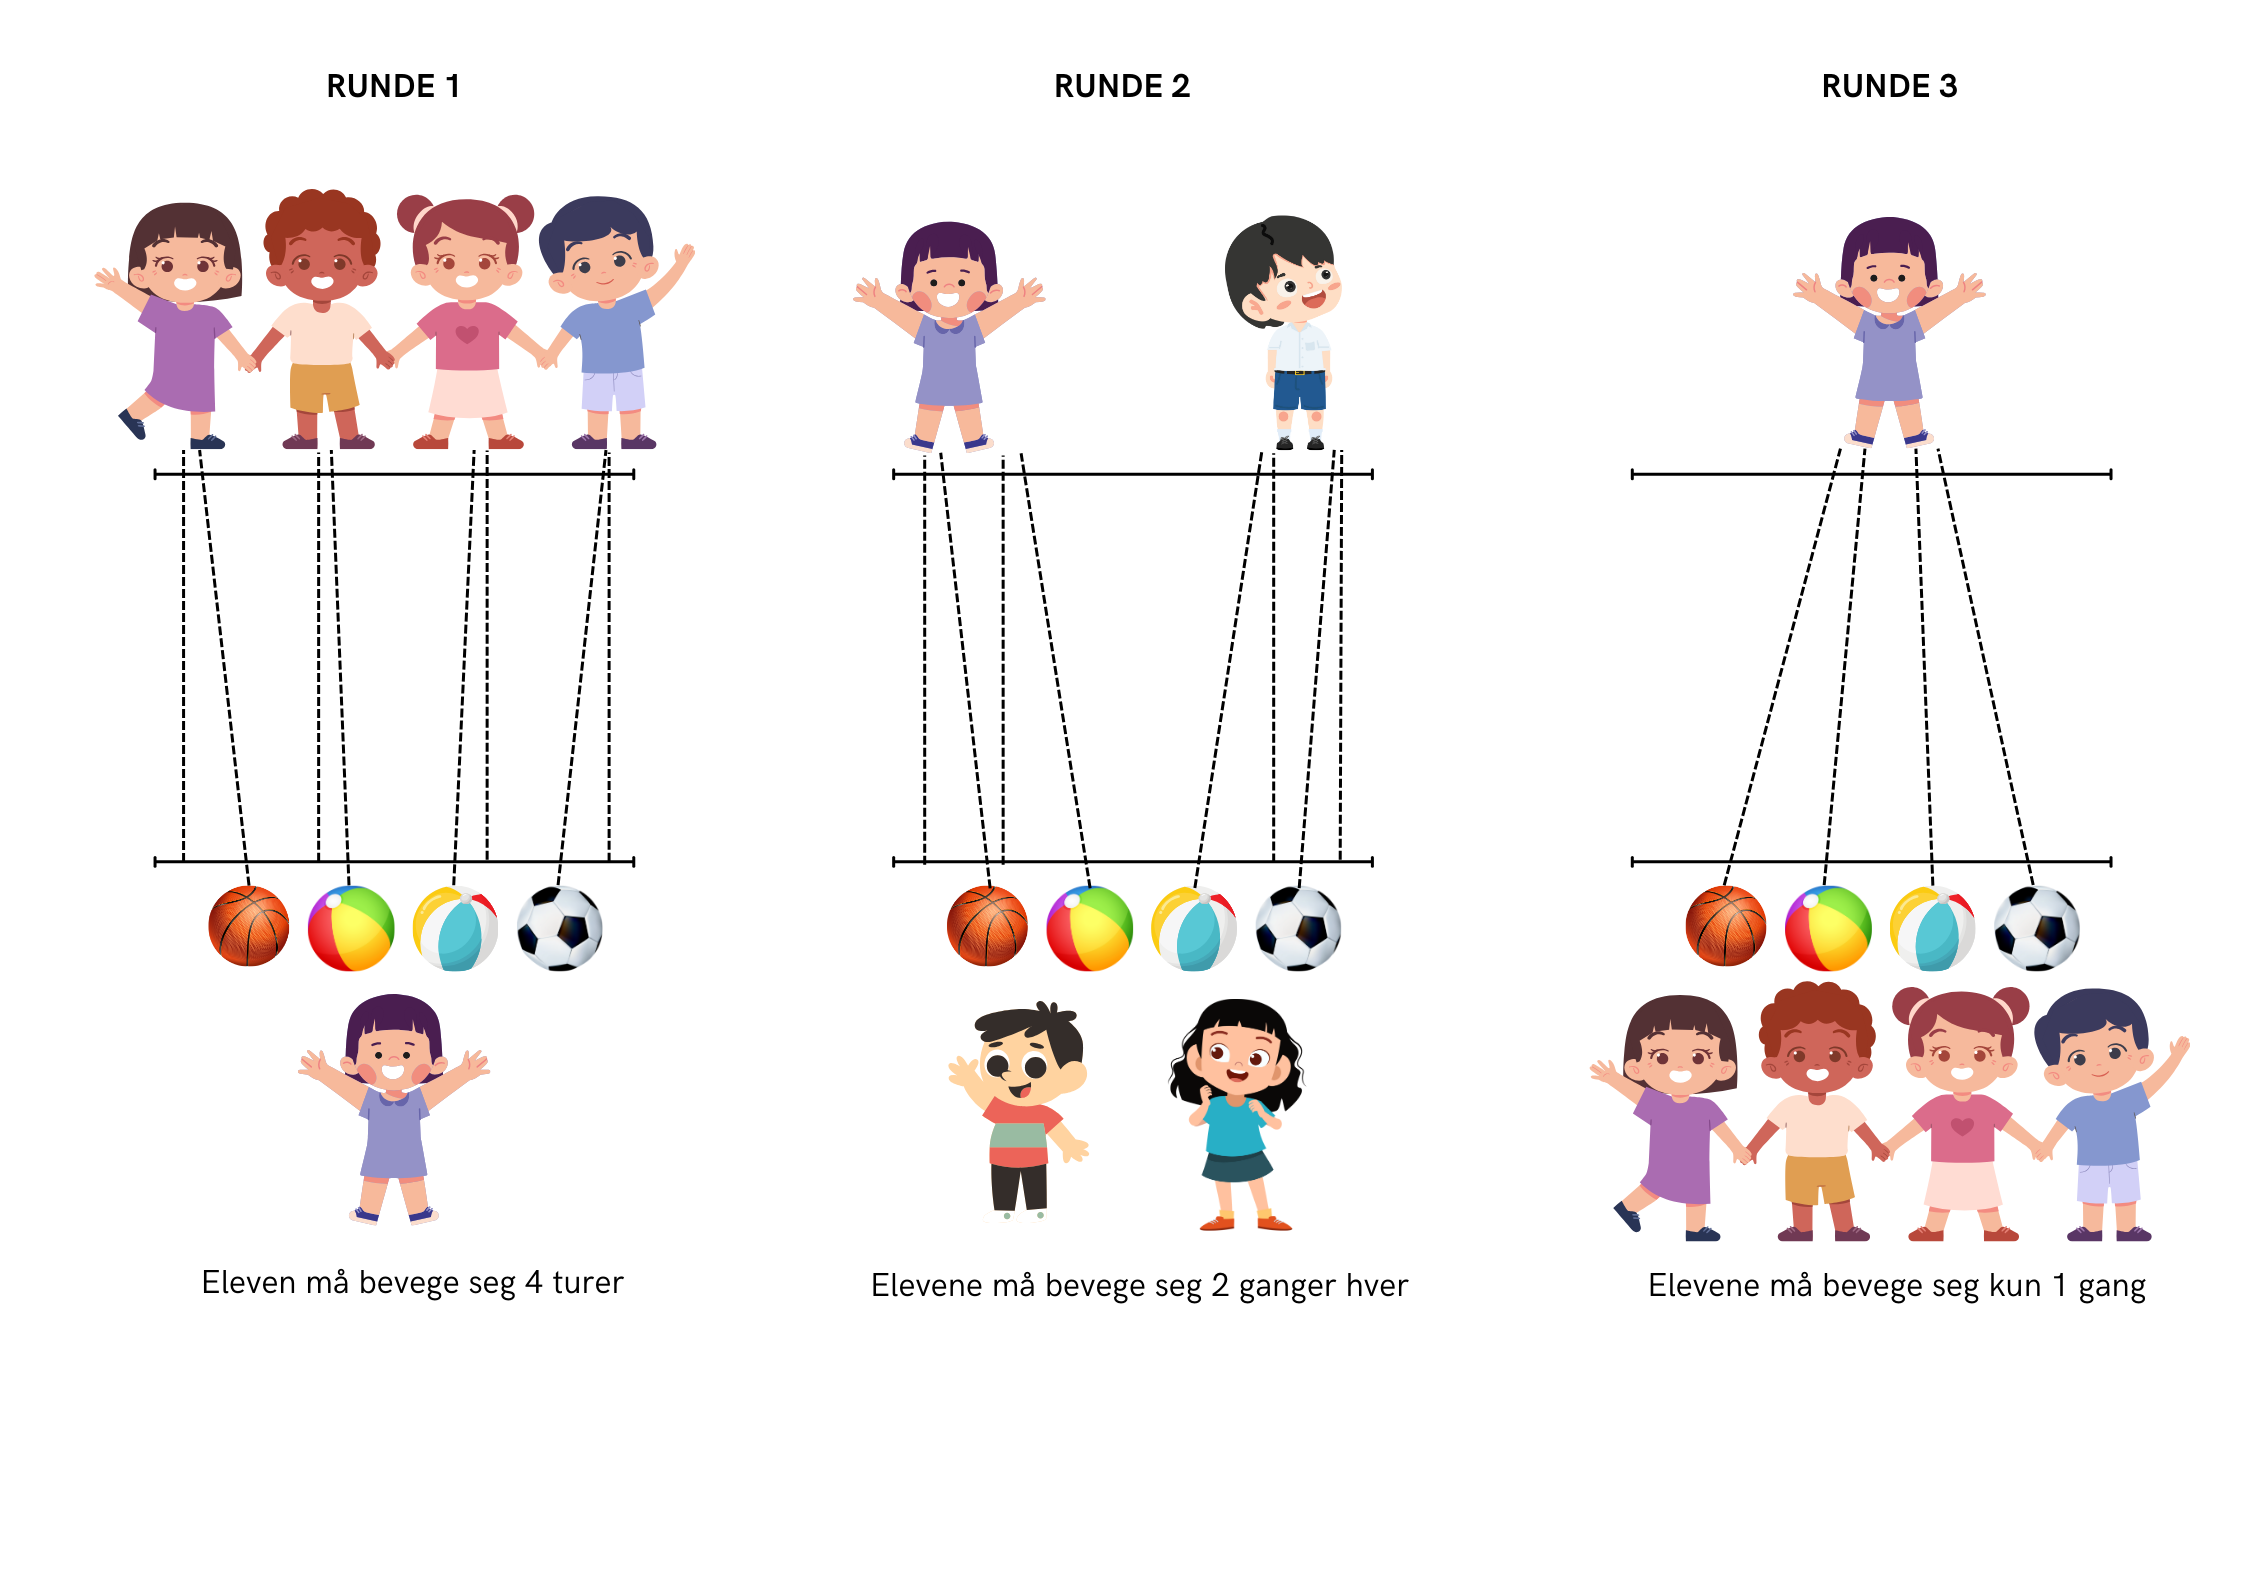 RUNDE 1
RUNDE 2
RUNDE 3
Eleven må bevege seg 4 turer
Elevene må bevege seg 2 ganger hver
Elevene må bevege seg kun 1 gang